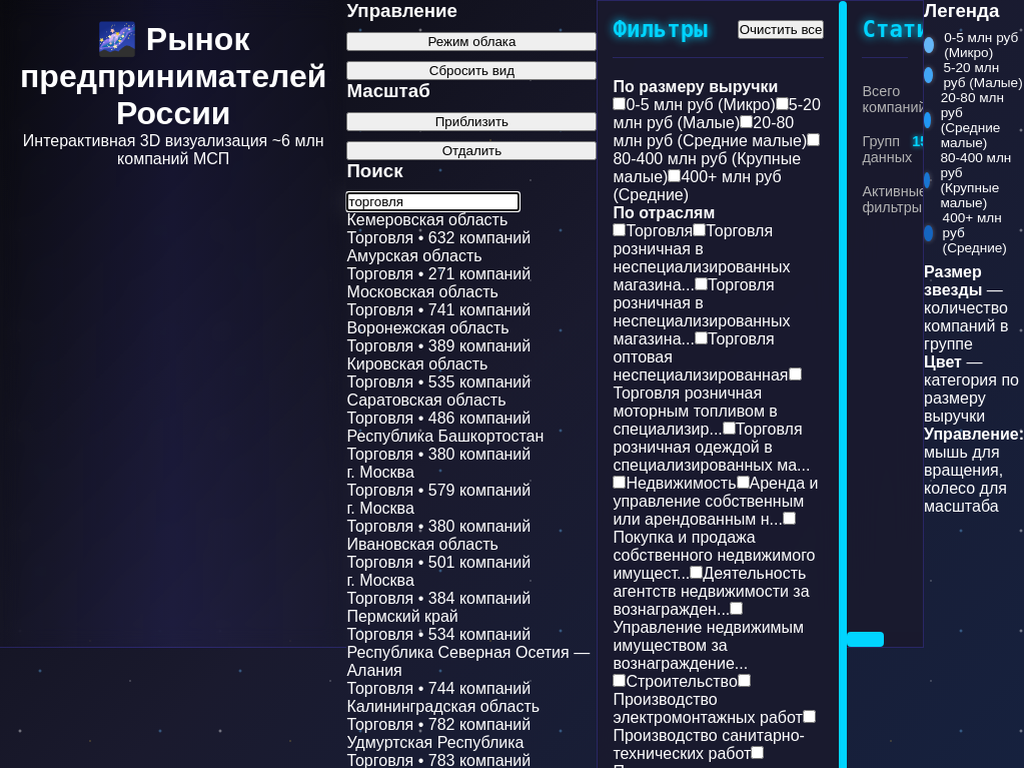 🌌 Рынок
предпринимателей
России
Интерактивная 3D визуализация ~6 млн
компаний МСП
Управление
Режим облака
Сбросить вид
Масштаб
Приблизить
Отдалить
Поиск
торговля
Кемеровская область
Торговля • 632 компаний
Амурская область
Торговля • 271 компаний
Московская область
Торговля • 741 компаний
Воронежская область
Торговля • 389 компаний
Кировская область
Торговля • 535 компаний
Саратовская область
Торговля • 486 компаний
Республика Башкортостан
Торговля • 380 компаний
г. Москва
Торговля • 579 компаний
г. Москва
Торговля • 380 компаний
Ивановская область
Торговля • 501 компаний
г. Москва
Торговля • 384 компаний
Пермский край
Торговля • 534 компаний
Республика Северная Осетия —
Алания
Торговля • 744 компаний
Калининградская область
Торговля • 782 компаний
Удмуртская Республика
Торговля • 783 компаний
Фильтры
Очистить все
По размеру выручки
0-5 млн руб (Микро) 5-20
млн руб (Малые) 20-80
млн руб (Средние малые)
80-400 млн руб (Крупные
малые) 400+ млн руб
(Средние)
По отраслям
Торговля Торговля
розничная в
неспециализированных
магазина... Торговля
розничная в
неспециализированных
магазина... Торговля
оптовая
неспециализированная
Торговля розничная
моторным топливом в
специализир... Торговля
розничная одеждой в
специализированных ма...
Недвижимость Аренда и
управление собственным
или арендованным н...
Покупка и продажа
собственного недвижимого
имущест... Деятельность
агентств недвижимости за
вознагражден...
Управление недвижимым
имуществом за
вознаграждение...
Строительство
Производство
электромонтажных работ
Производство санитарно-
технических работ
Всего
компаний
Групп
данных
Активные
фильтры
Легенда
0-5 млн руб
(Микро)
5-20 млн
руб (Малые)
20-80 млн
руб
(Средние
малые)
80-400 млн
руб
(Крупные
малые)
400+ млн
руб
(Средние)
Размер
звезды —
количество
компаний в
группе
Цвет —
категория по
размеру
выручки
Управление:
мышь для
вращения,
колесо для
масштаба